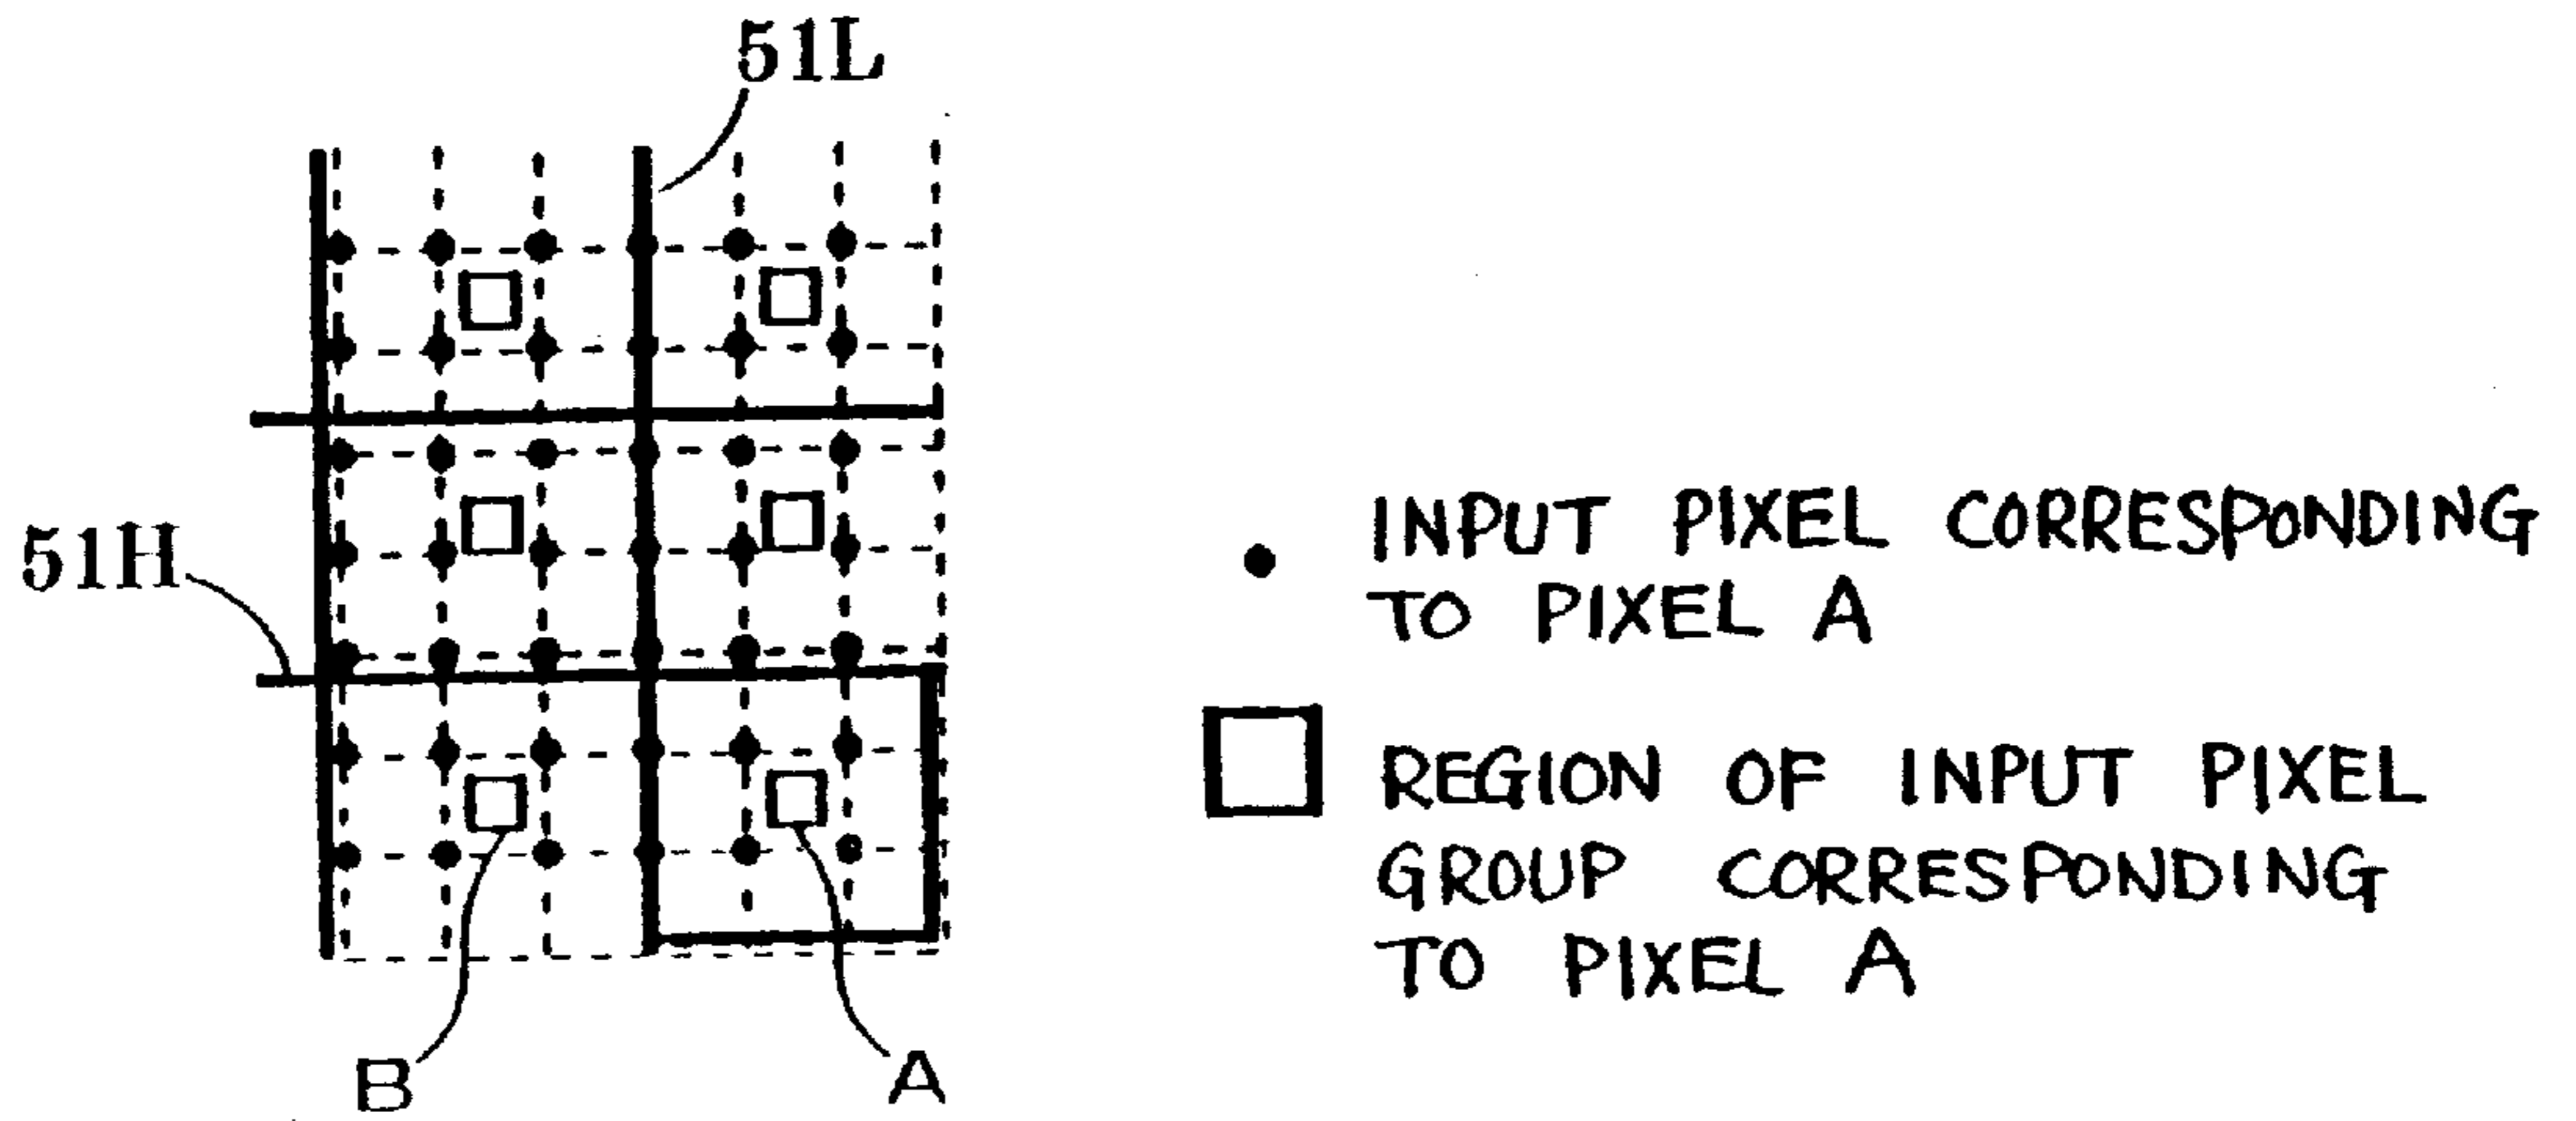 51L
51H
INPUT PIXEL CORRESPONDING
TO PIXEL A
REGION OF INPUT PIXEL
GROUP CORRESPONDING
TO PIXEL A
B
A